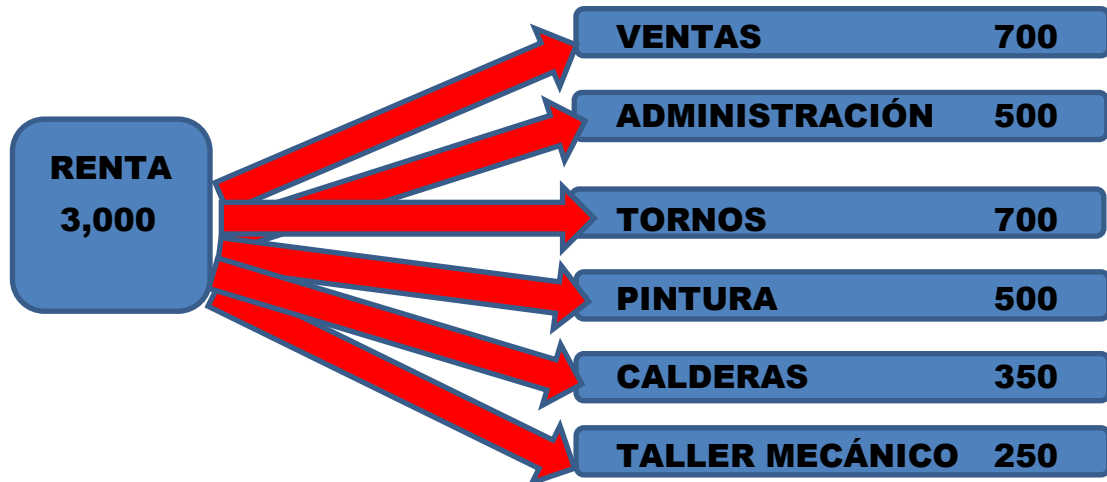 RENTA
3,000
VENTAS 700
ADMINISTRACIÓN 500
TORNOS 700
PINTURA 500
CALDERAS 350
TALLER MECÁNICO 250